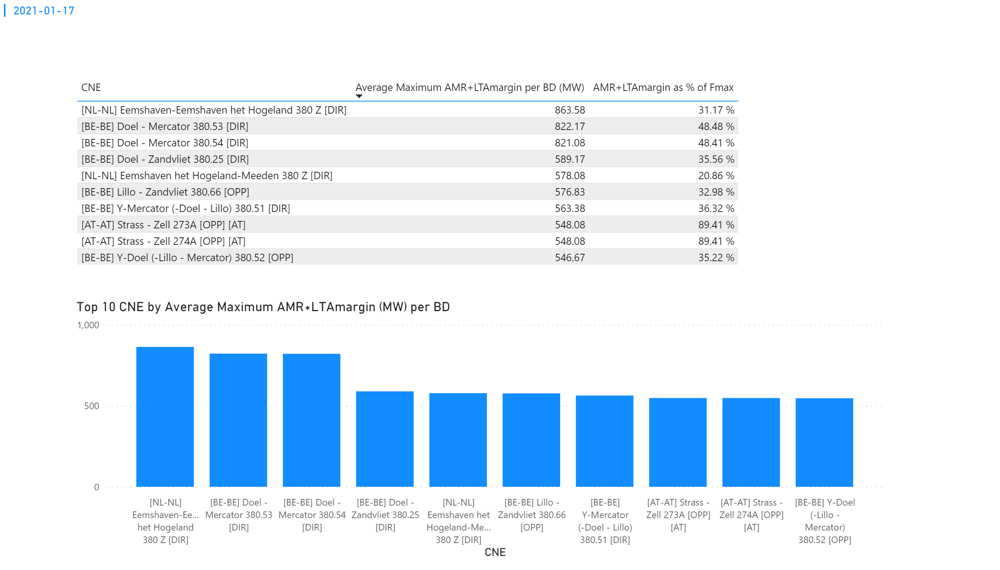 2021-01-17
CNE Average Maximum AMR+LTAmargin per BD (MW) AMR+LTAmargin as % of Fmax
[NL-NL] Eemshaven-Eemshaven het Hogeland 380 Z [DIR] 863.58 31.17 %
[BE-BE] Doel - Mercator 380.53 [DIR] 822.17 48.48 %
[BE-BE] Doel - Mercator 380.54 [DIR] 821.08 48.41 %
[BE-BE] Doel - Zandvliet 380.25 [DIR] 589.17 35.56 %
[NL-NL] Eemshaven het Hogeland-Meeden 380 Z [DIR] 578.08 20.86 %
[BE-BE] Lillo - Zandvliet 380.66 [OPP] 576.83 32.98 %
[BE-BE] Y-Mercator (-Doel - Lillo) 380.51 [DIR] 563.38 36.32 %
[AT-AT] Strass - Zell 273A [OPP] [AT] 548.08 89.41 %
[AT-AT] Strass - Zell 274A [OPP] [AT] 548.08 89.41 %
[BE-BE] Y-Doel (-Lillo - Mercator) 380.52 [OPP] 546.67 35.22 %
Top 10 CNE by Average Maximum AMR+LTAmargin (MW) per BD
1,000
500
0
[NL-NL]
Eemshaven-Ee...
het Hogeland
380 Z [DIR]
[BE-BE] Doel -
Mercator 380.53
[DIR]
[BE-BE] Doel -
Mercator 380.54
[DIR]
[BE-BE] Doel -
Zandvliet 380.25
[DIR]
[NL-NL]
Eemshaven het
Hogeland-Me...
380 Z [DIR]
[BE-BE] Lillo -
Zandvliet 380.66
[OPP]
[BE-BE]
Y-Mercator
(-Doel - Lillo)
380.51 [DIR]
[AT-AT] Strass -
Zell 273A [OPP]
[AT]
[AT-AT] Strass -
Zell 274A [OPP]
[AT]
[BE-BE] Y-Doel
(-Lillo -
Mercator)
380.52 [OPP]
CNE